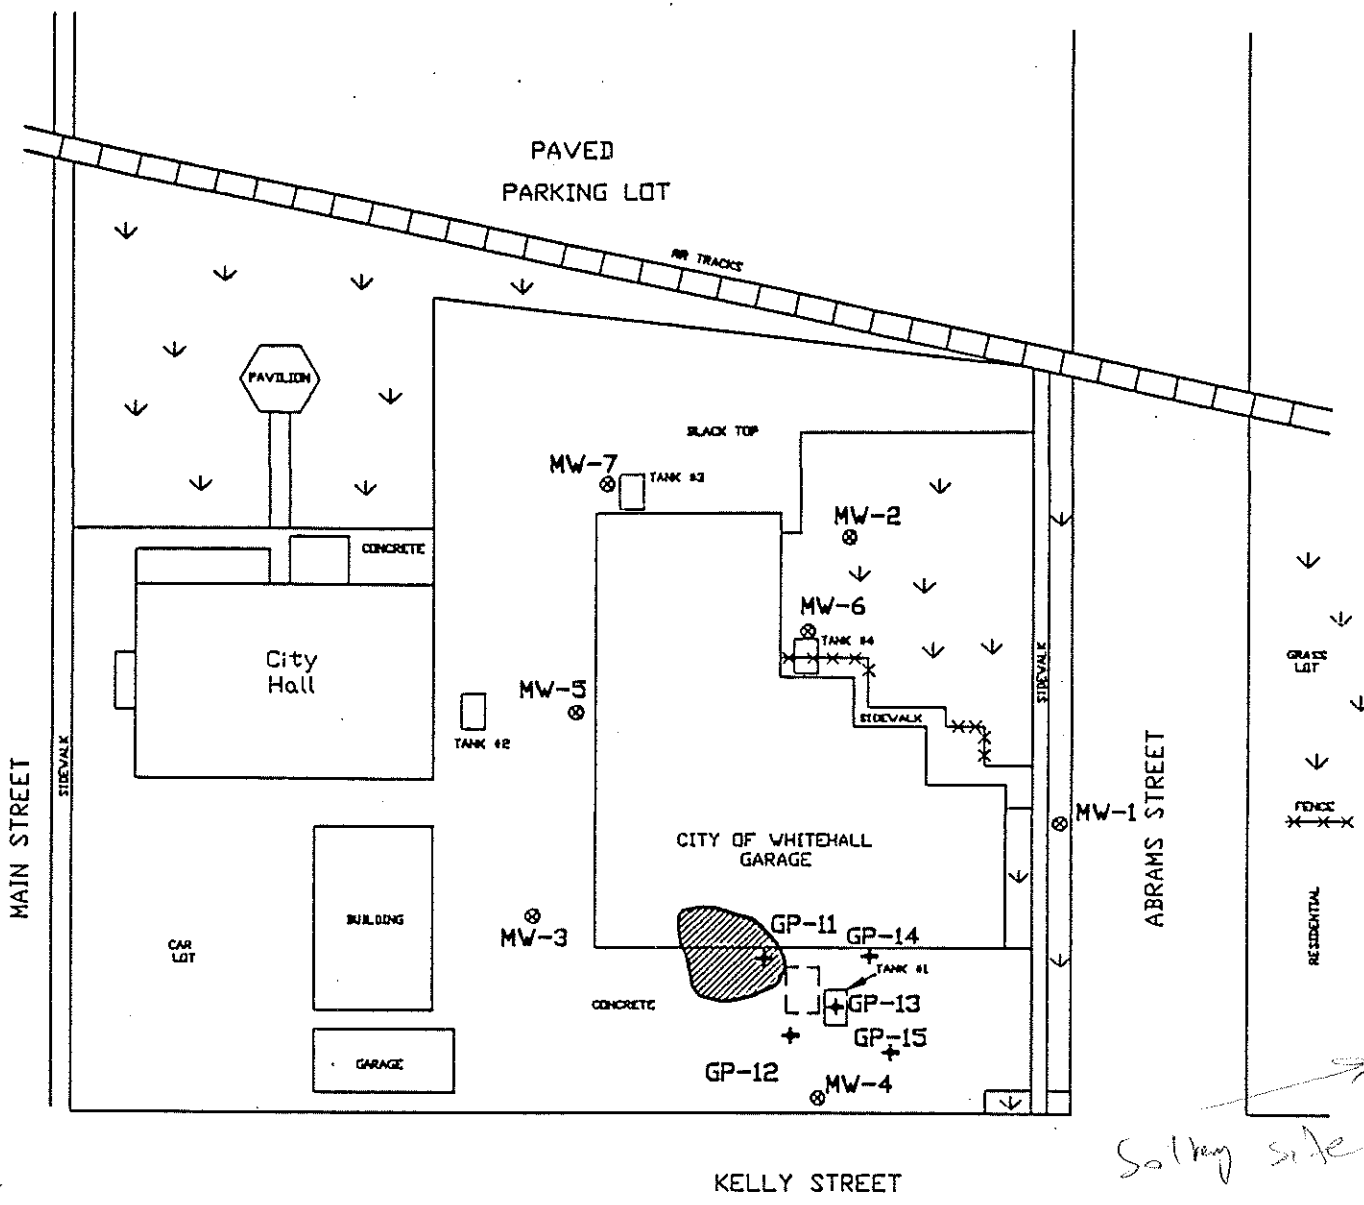 PAVED
PARKING LOT
RR TRACKS
PAVILION
BLACK TOP
MW-7
TANK #3
MW-2
CONCRETE
MW-6
TANK #4
City
Hall
SIDEWALK
GRASS
LOT
MW-5
SIDEWALK
TANK #2
MAIN STREET
SIDEWALK
ABRAMS STREET
FENCE
MW-1
CITY OF WHITEHALL
GARAGE
BUILDING
MW-3
GP-11
GP-14
RESIDENTIAL
CAR
LOT
TANK #1
CONCRETE
GP-13
GP-15
GARAGE
GP-12
MW-4
site
KELLY STREET